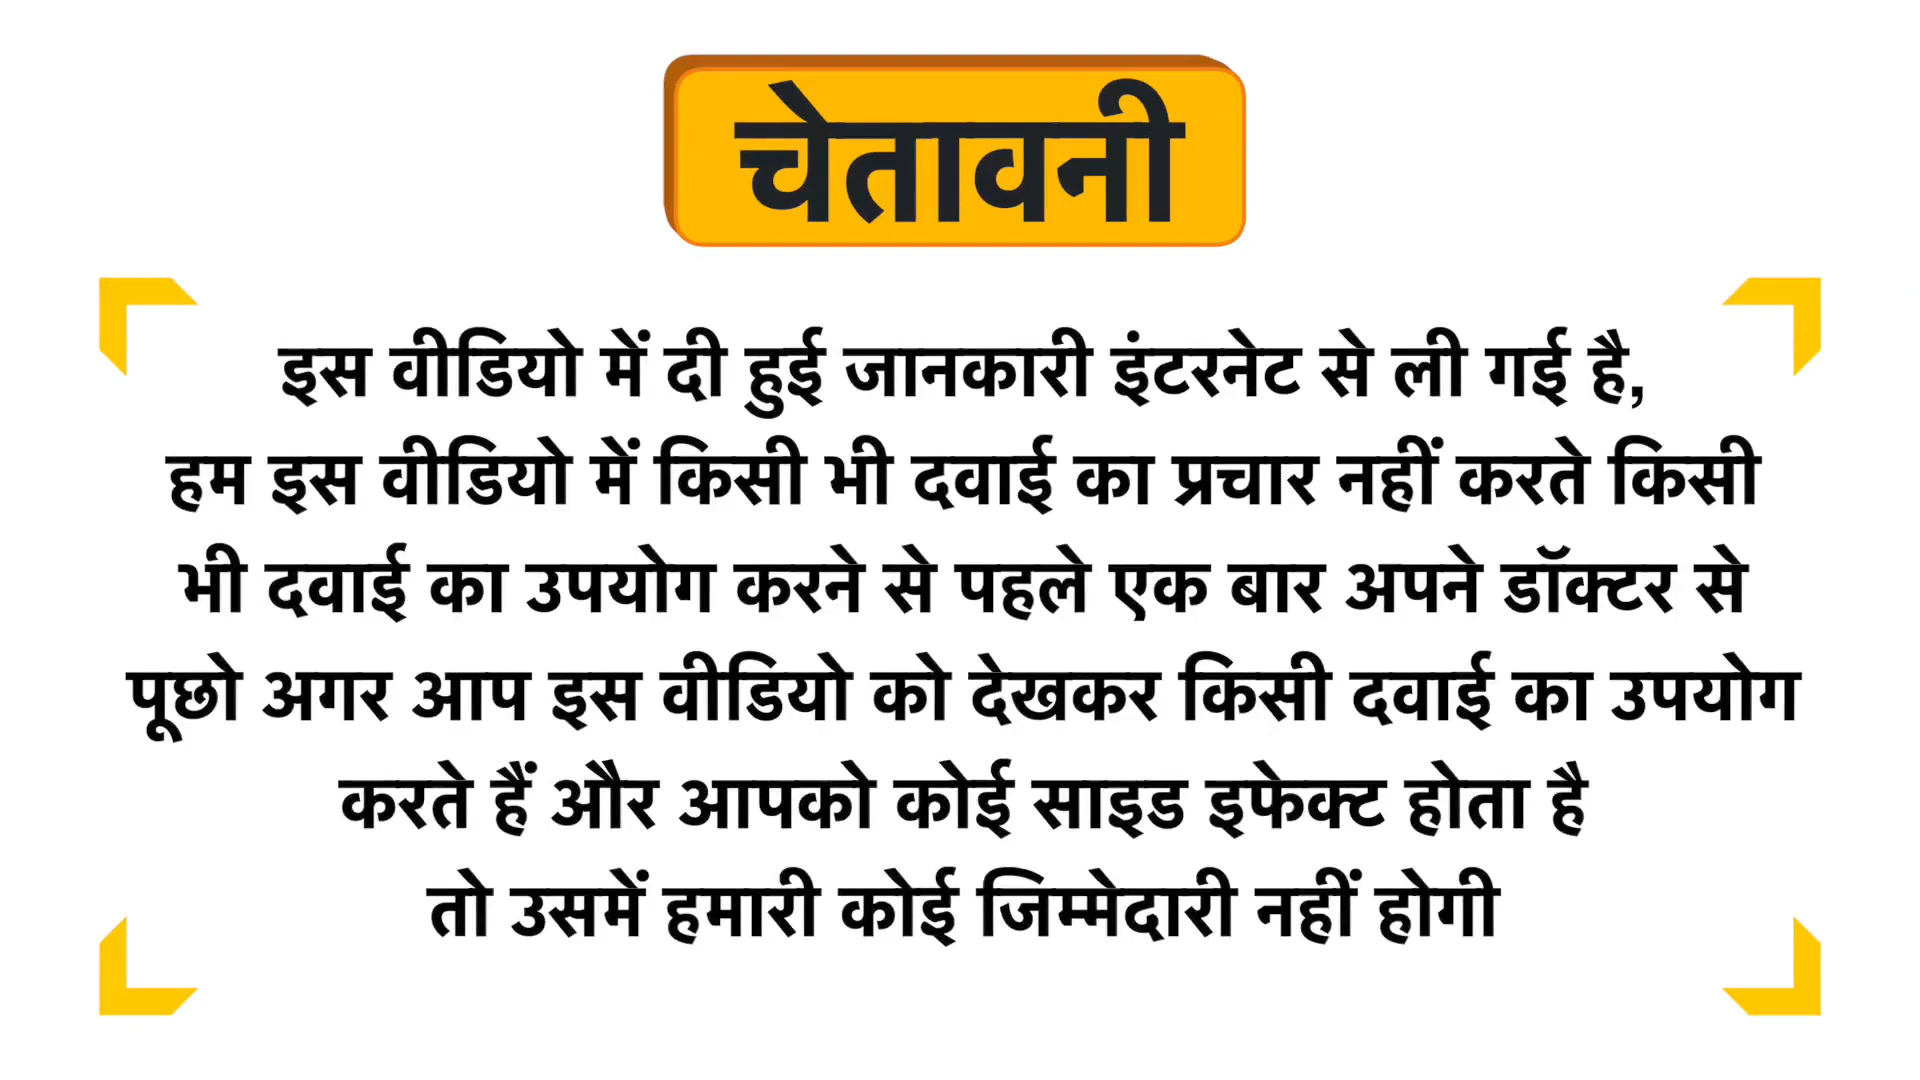 चेतावनी
इस वीडियो में दी हुई जानकारी इंटरनेट से ली गई है,
हम इस वीडियो में किसी भी दवाई का प्रचार नहीं करते किसी
भी दवाई का उपयोग करने से पहले एक बार अपने डॉक्टर से
पूछो अगर आप इस वीडियो को देखकर किसी दवाई का उपयोग
करते हैं और आपको कोई साइड इफेक्ट होता है
तो उसमें हमारी कोई जिम्मेदारी नहीं होगी